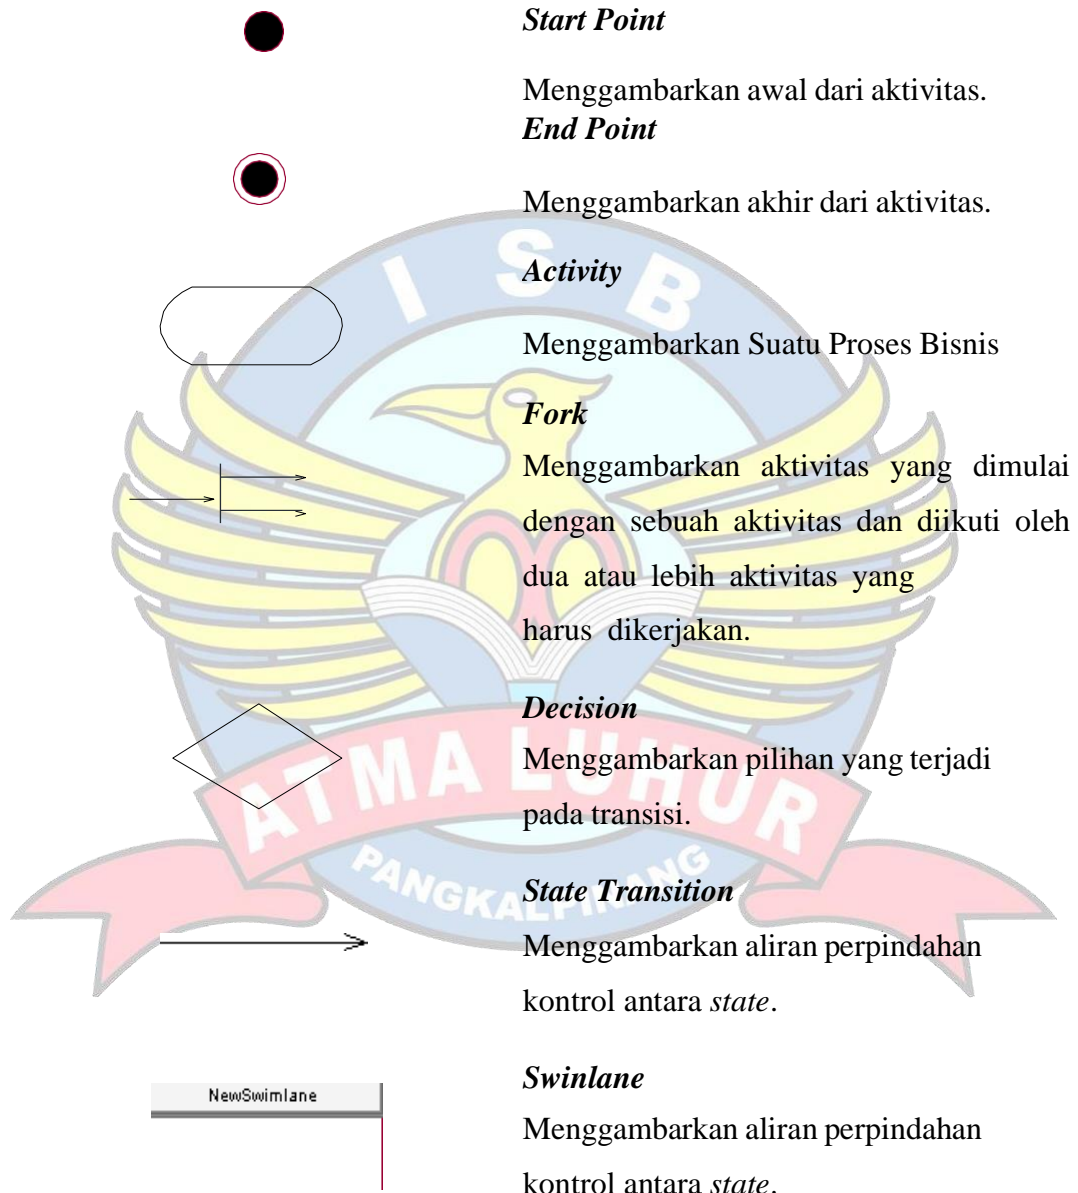 Start Point
Menggambarkan awal dari aktivitas.
End Point
Menggambarkan akhir dari aktivitas.
I S B
Activity
Menggambarkan Suatu Proses Bisnis
Fork
Menggambarkan aktivitas yang dimulai
dengan sebuah aktivitas dan diikuti oleh
dua atau lebih aktivitas yang
harus dikerjakan.
Decision
Menggambarkan pilihan yang terjadi
pada transisi.
ATMA LUHUR
PANGKALPINANG
State Transition
Menggambarkan aliran perpindahan
kontrol antara state.
NewSwimlane
Swinlane
Menggambarkan aliran perpindahan
kontrol antara state.